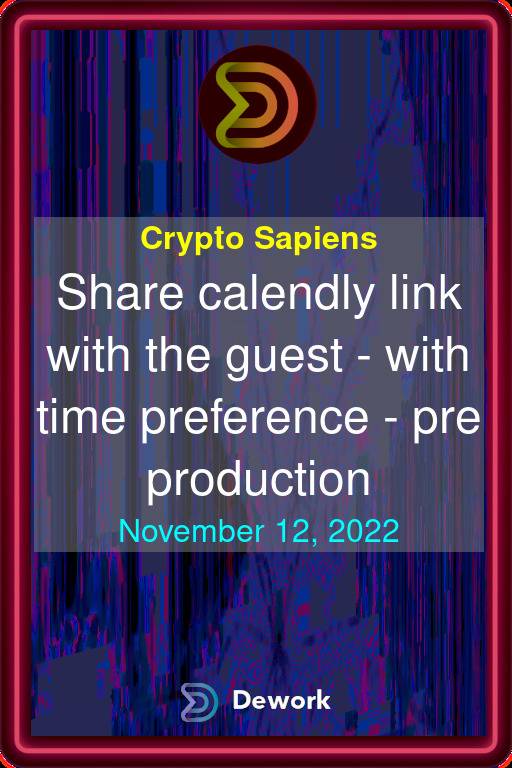 Crypto Sapiens
Share calendly link
with the guest - with
time preference - pre
production
November 12, 2022
Dework